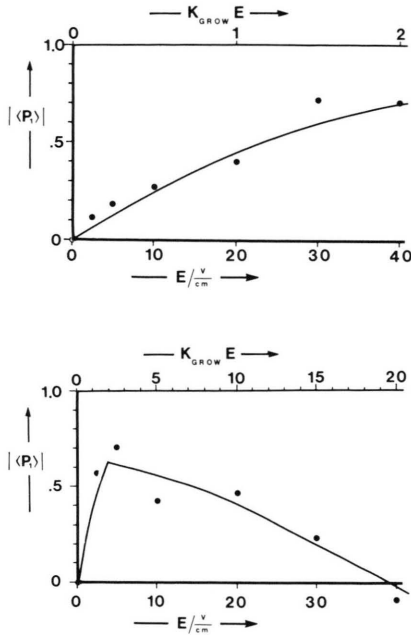 — K_GROW E →
0 1 2
1.0
.5
0
|⟨P₁⟩| →
0 10 20 30 40
— E/ v/cm →
— K_GROW E →
0 5 10 15 20
1.0
.5
0
|⟨P₁⟩| →
0 10 20 30 40
— E/ v/cm →